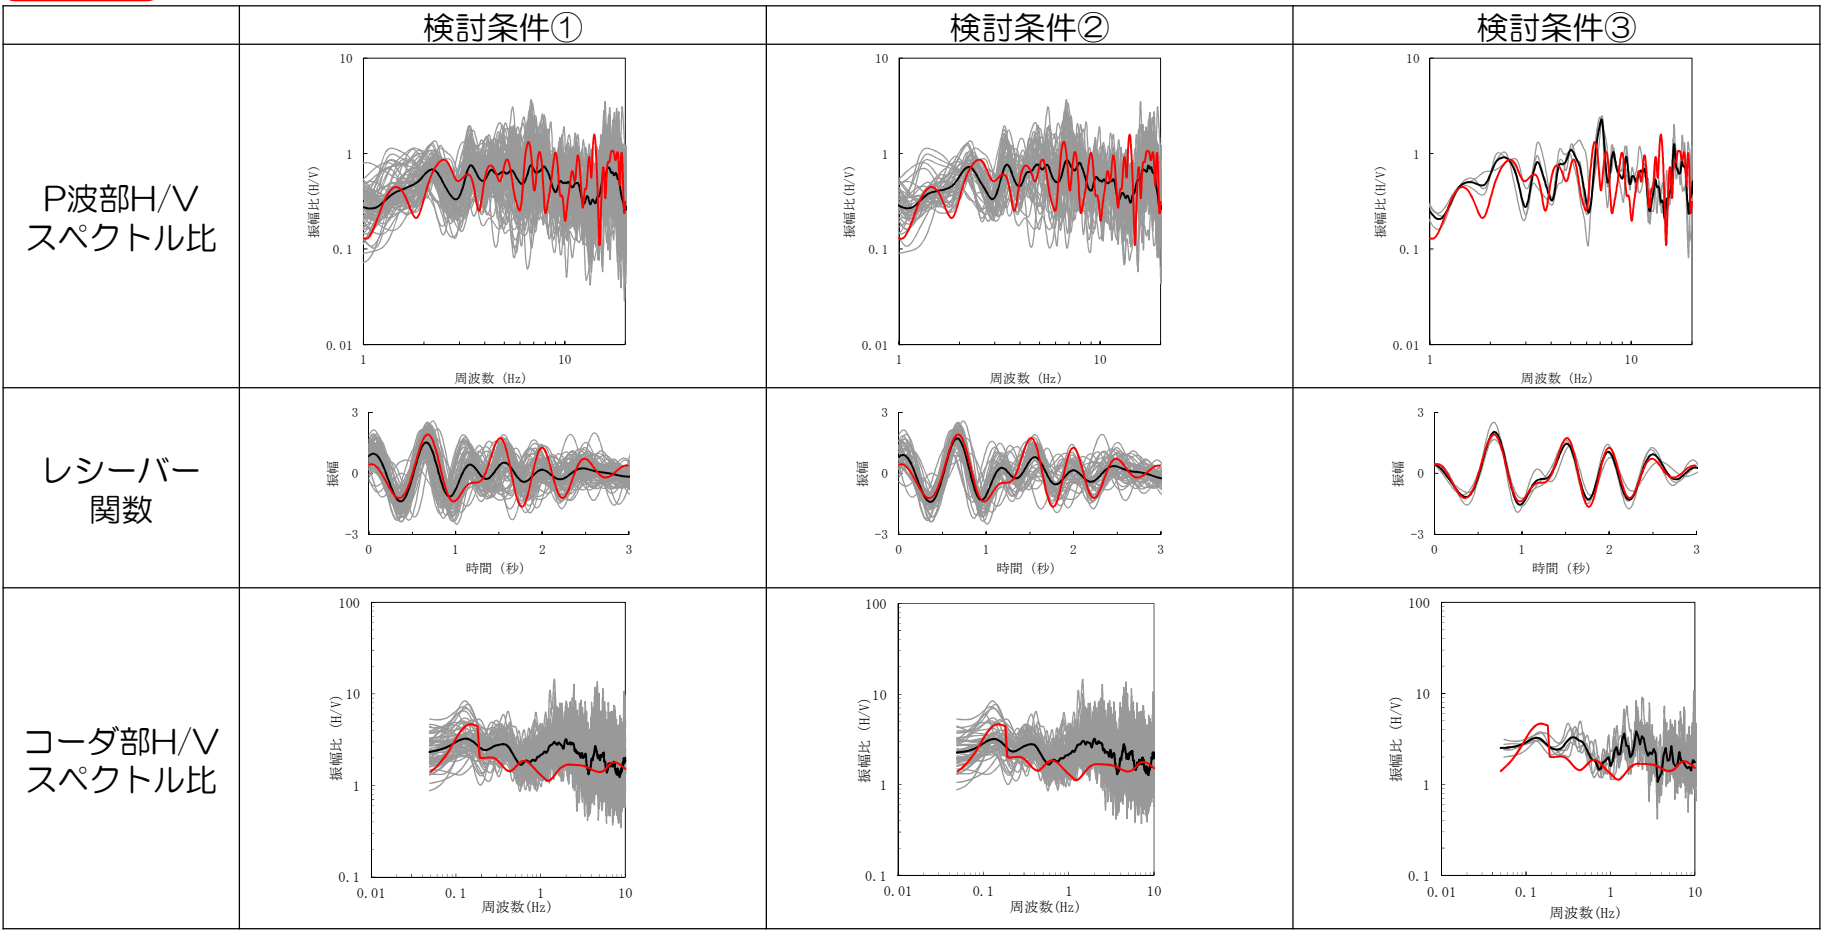 検討条件①
検討条件②
検討条件③
P波部H/V
スペクトル比
10
1
0.1
0.01
振幅比(H/V)
1
10
周波数 (Hz)
10
1
0.1
0.01
振幅比(H/V)
1
10
周波数 (Hz)
10
1
0.1
0.01
振幅比(H/V)
1
10
周波数 (Hz)
レシーバー
関数
3
0
-3
振幅
0
1
2
3
時間 (秒)
3
0
-3
振幅
0
1
2
3
時間 (秒)
3
0
-3
振幅
0
1
2
3
時間 (秒)
コーダ部H/V
スペクトル比
100
10
1
0.1
振幅比 (H/V)
0.01
0.1
1
10
周波数(Hz)
100
10
1
0.1
振幅比 (H/V)
0.01
0.1
1
10
周波数(Hz)
100
10
1
0.1
振幅比 (H/V)
0.01
0.1
1
10
周波数(Hz)